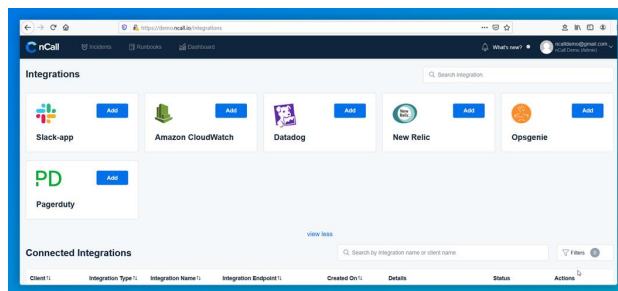 https://demo.ncall.io/integrations
nCall Incidents Runbooks Dashboard What's new? ncalldemo@gmail.com
nCall Demo (Admin)
Integrations Search integration
Add Add Add New Relic Add Add
Slack-app Amazon CloudWatch Datadog New Relic Opsgenie
PD Add
Pagerduty
view less
Connected Integrations Search by integration name or client name Filters 0
Client Integration Type Integration Name Integration Endpoint Created On Details Status Actions